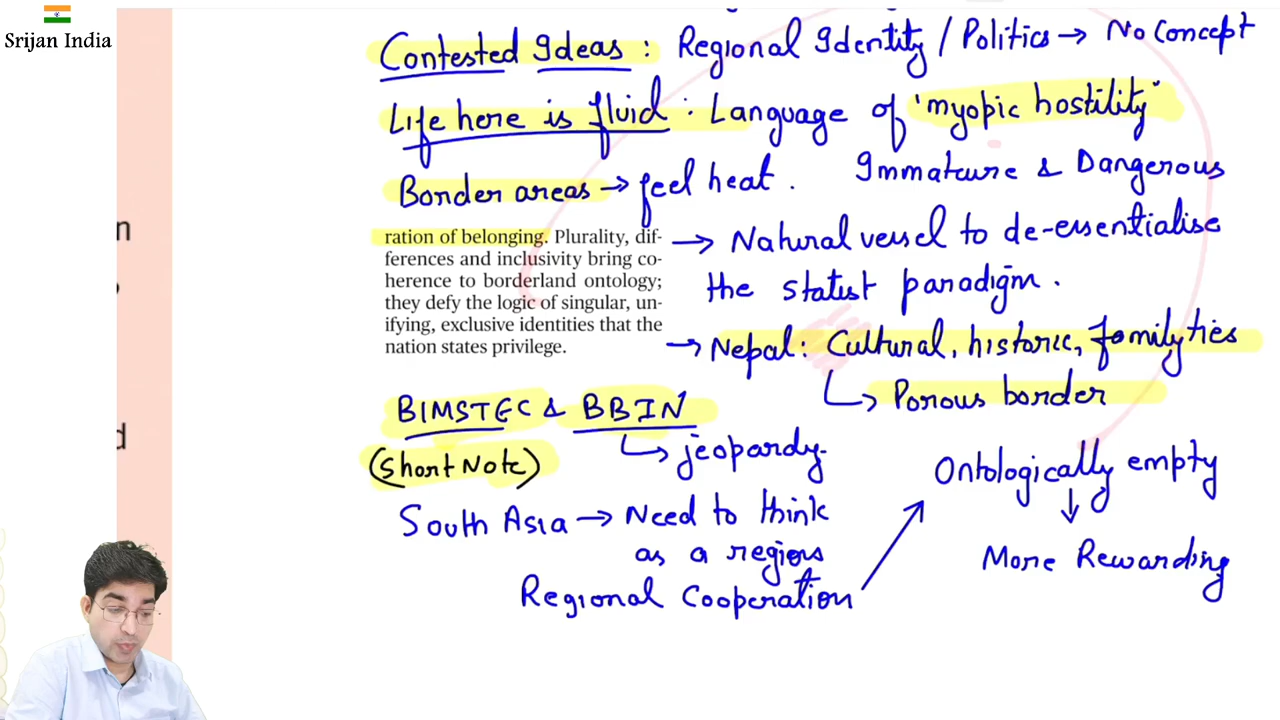 Srijan India
Contested Ideas : Regional Identity / Politics → No Concept
Life here is fluid : Language of 'myopic hostility'
Border areas → feel heat. Immature & Dangerous
ration of belonging. Plurality, dif-
ferences and inclusivity bring co-
herence to borderland ontology;
they defy the logic of singular, un-
ifying, exclusive identities that the
nation states privilege.
→ Natural vessel to de-essentialise
the statist paradigm.
→ Nepal: Cultural, historic, family ties
↳ Porous border
BIMSTEC & BBIN
↳ jeopardy.
(Short Note)
South Asia → Need to think
as a region
Regional Cooperation
Ontologically empty
↓
More Rewarding
n
d